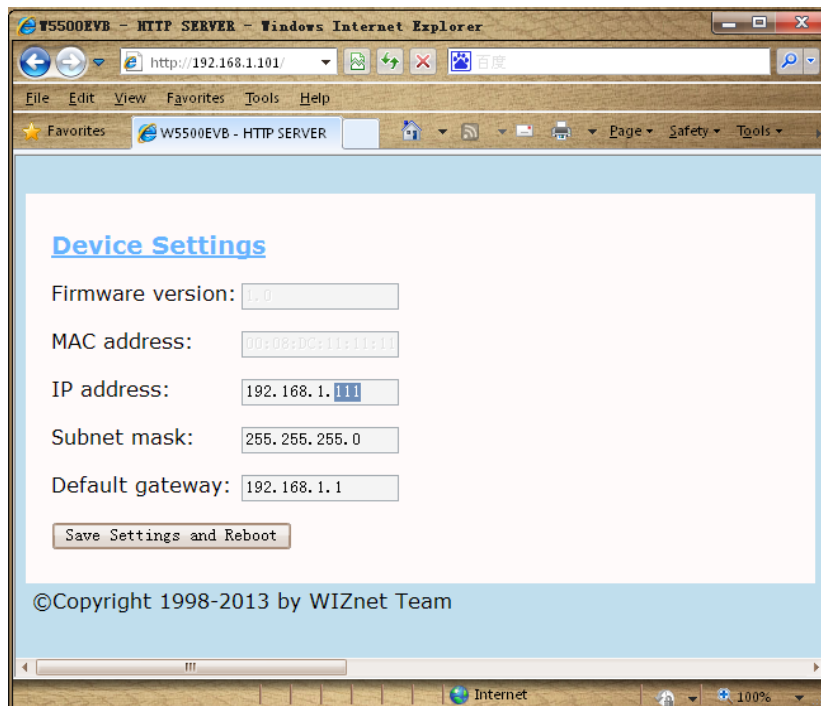 W5500EVB - HTTP SERVER - Windows Internet Explorer
http://192.168.1.101/ 百度
File Edit View Favorites Tools Help
Favorites W5500EVB - HTTP SERVER Page Safety Tools
Device Settings
Firmware version: 1.0
MAC address: 00:08:DC:11:11:11
IP address: 192.168.1.111
Subnet mask: 255.255.255.0
Default gateway: 192.168.1.1
Save Settings and Reboot
©Copyright 1998-2013 by WIZnet Team
Internet 100%